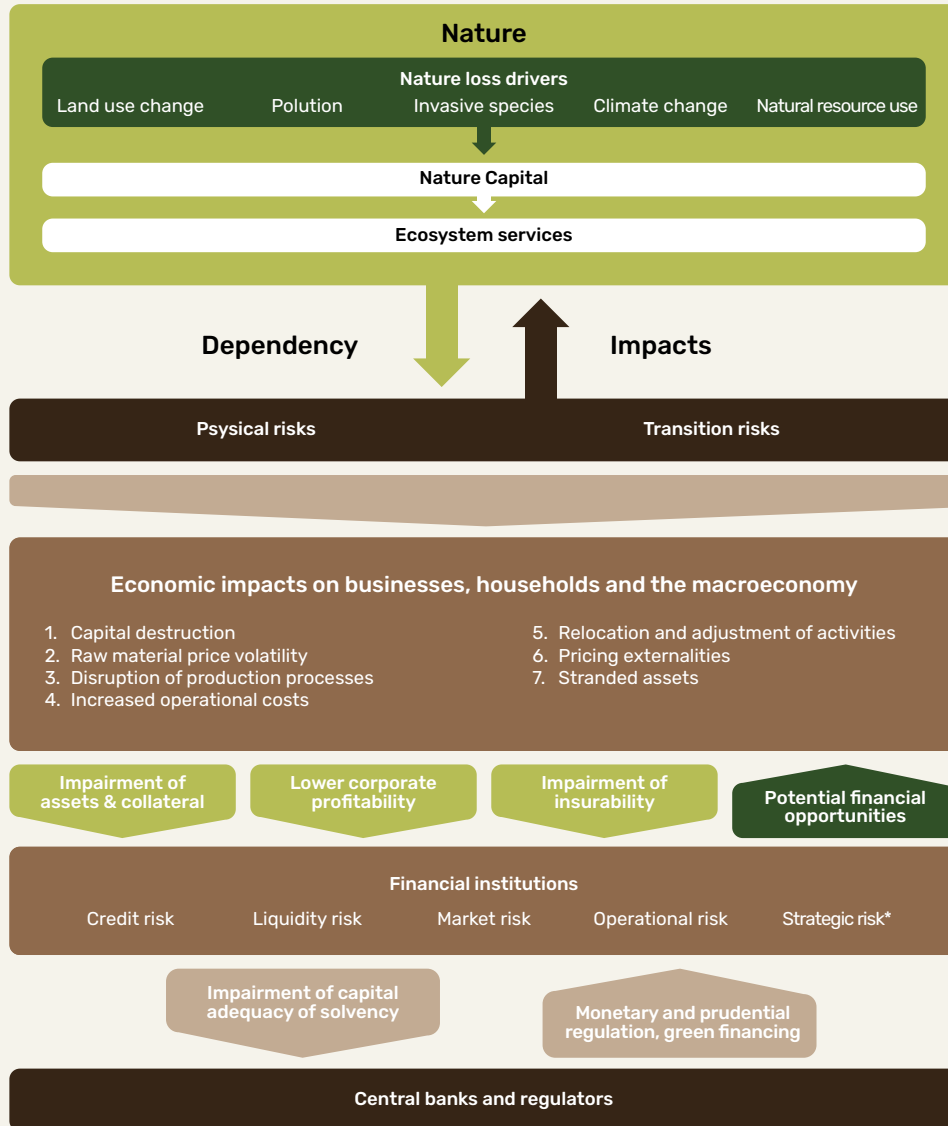 Nature
Nature loss drivers
Land use change Polution Invasive species Climate change Natural resource use
Nature Capital
Ecosystem services
Dependency Impacts
Psysical risks Transition risks
Economic impacts on businesses, households and the macroeconomy
1. Capital destruction
2. Raw material price volatility
3. Disruption of production processes
4. Increased operational costs
5. Relocation and adjustment of activities
6. Pricing externalities
7. Stranded assets
Impairment of
assets & collateral
Lower corporate
profitability
Impairment of
insurability
Potential financial
opportunities
Financial institutions
Credit risk Liquidity risk Market risk Operational risk Strategic risk*
Impairment of capital
adequacy of solvency
Monetary and prudential
regulation, green financing
Central banks and regulators